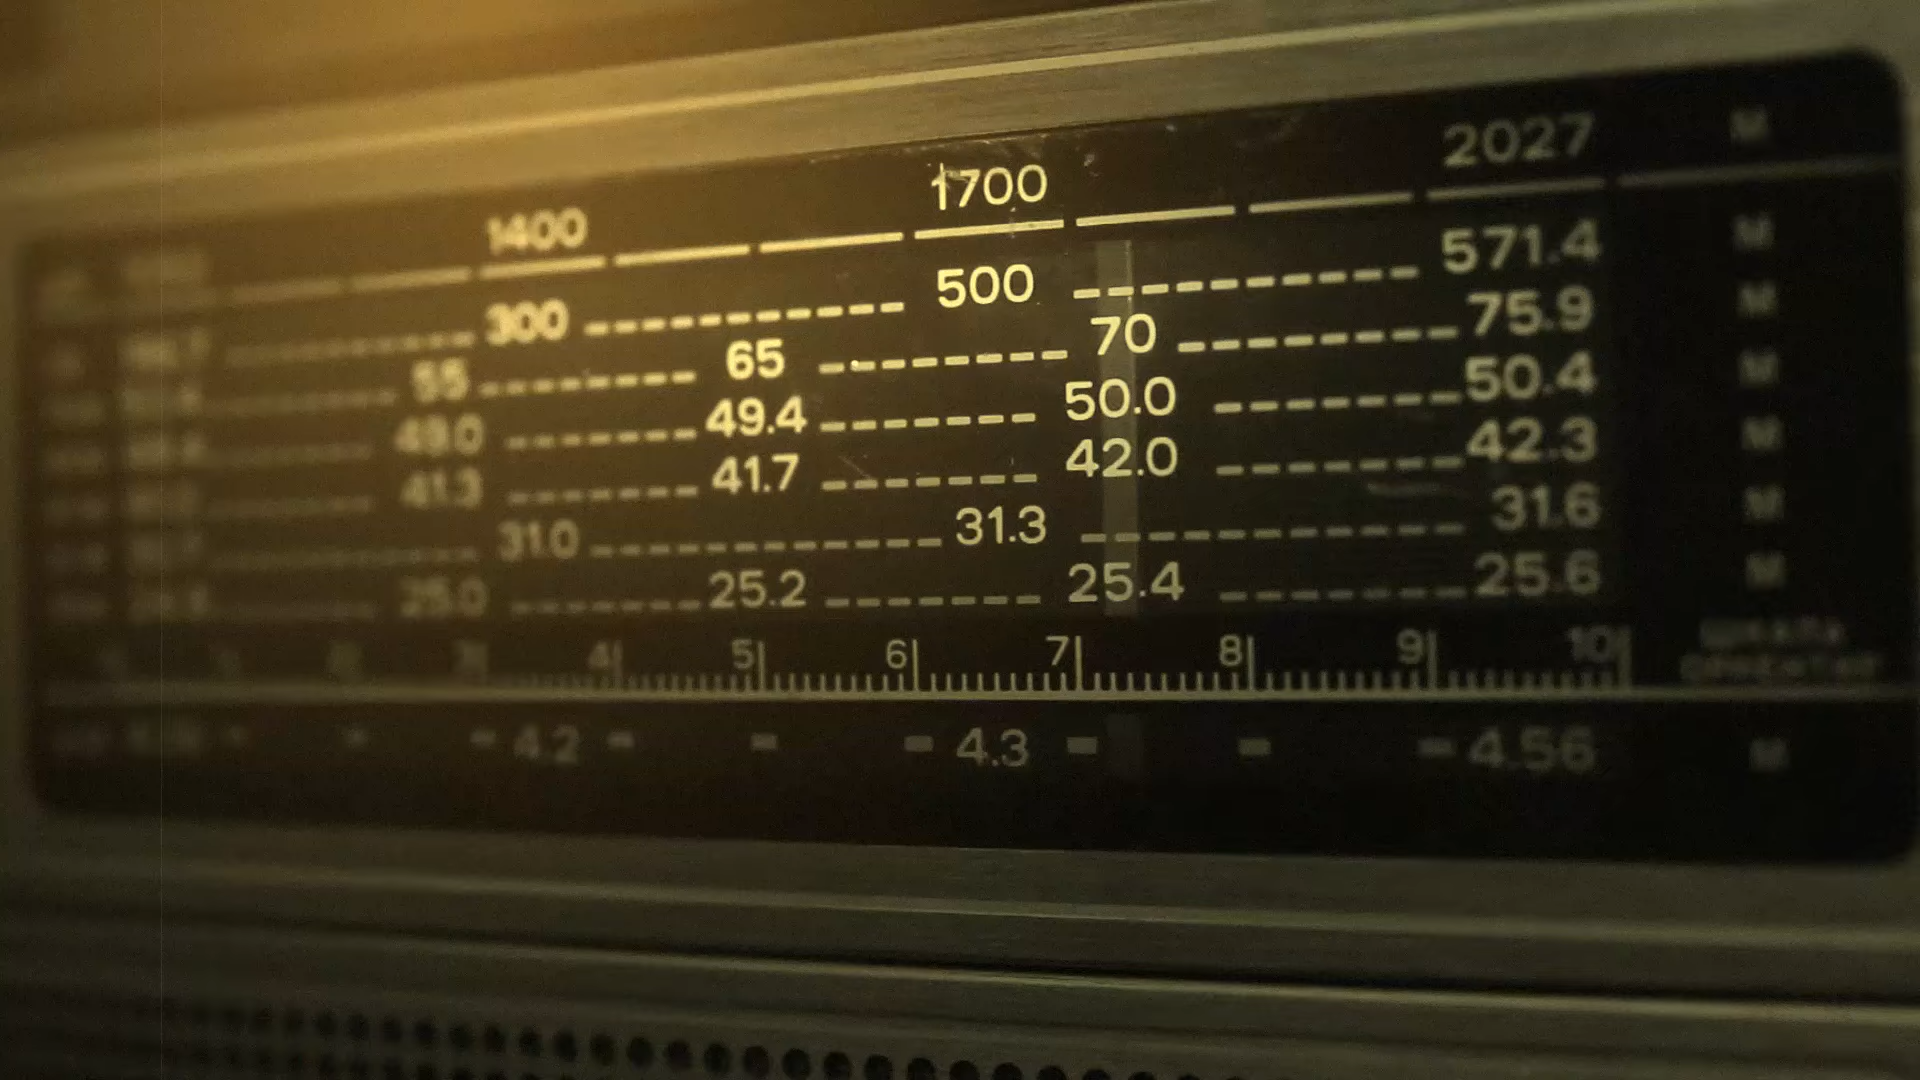 1400 1700 2027 М
300 500 571.4 М
55 65 70 75.9 М
49.0 49.4 50.0 50.4 М
41.3 41.7 42.0 42.3 М
31.0 31.3 31.6 М
25.0 25.2 25.4 25.6 М
3 4 5 6 7 8 9 10 ШКАЛА
4.2 4.3 4.56 М